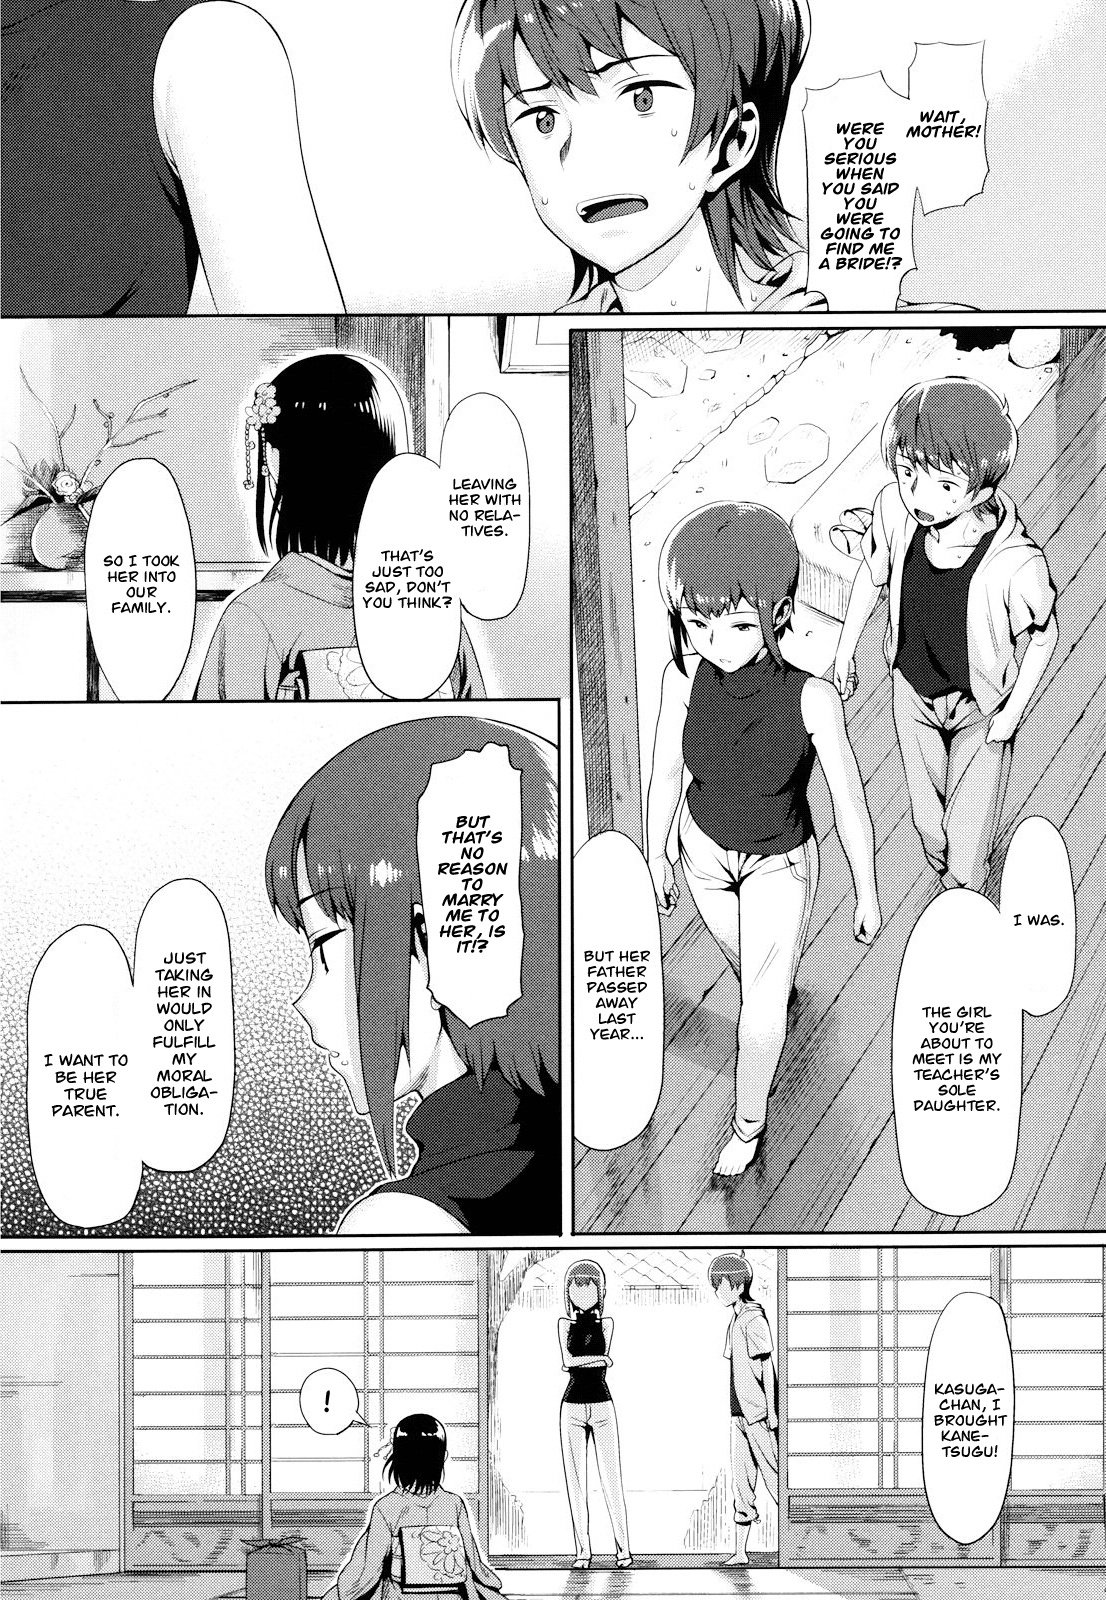 WAIT,
MOTHER!
WERE
YOU
SERIOUS
WHEN
YOU SAID
YOU
WERE
GOING TO
FIND ME
A BRIDE!?
I WAS.
THE GIRL
YOU'RE
ABOUT TO
MEET IS MY
TEACHER'S
SOLE
DAUGHTER.
BUT HER
FATHER
PASSED
AWAY
LAST
YEAR...
LEAVING
HER WITH
NO RELA-
TIVES.
THAT'S
JUST TOO
SAD, DON'T
YOU THINK?
SO I TOOK
HER INTO
OUR
FAMILY.
BUT
THAT'S
NO
REASON
TO
MARRY
ME TO
HER, IS
IT!?
JUST
TAKING
HER IN
WOULD
ONLY
FULFILL
MY
MORAL
OBLIGA-
TION.
I WANT TO
BE HER
TRUE
PARENT.
KASUGA-
CHAN, I
BROUGHT
KANE-
TSUGU!
!